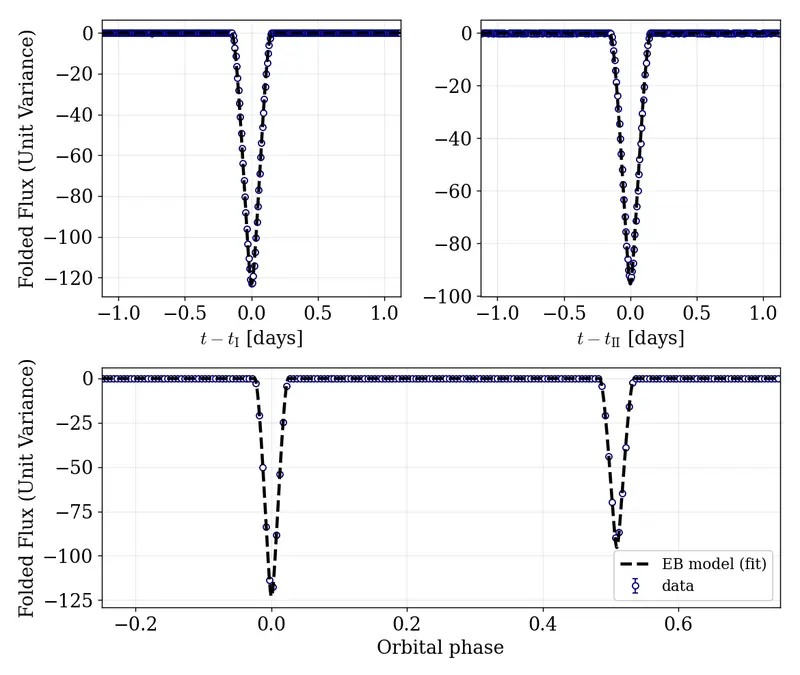 Folded Flux (Unit Variance)
0
−20
−40
−60
−80
−100
−120
−1.0 −0.5 0.0 0.5 1.0
t − tI [days]
0
−20
−40
−60
−80
−100
−1.0 −0.5 0.0 0.5 1.0
t − tII [days]
Folded Flux (Unit Variance)
0
−25
−50
−75
−100
−125
−0.2 0.0 0.2 0.4 0.6
Orbital phase
EB model (fit)
data